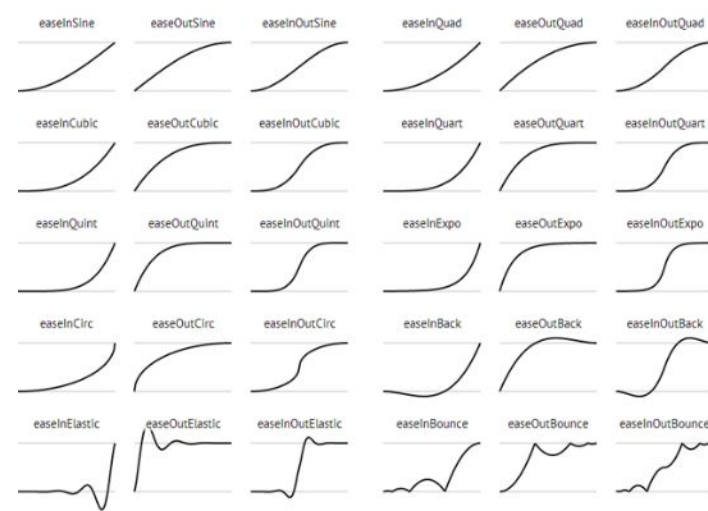 easeInSine easeOutSine easeInOutSine easeInQuad easeOutQuad easeInOutQuad
easeInCubic easeOutCubic easeInOutCubic easeInQuart easeOutQuart easeInOutQuart
easeInQuint easeOutQuint easeInOutQuint easeInExpo easeOutExpo easeInOutExpo
easeInCirc easeOutCirc easeInOutCirc easeInBack easeOutBack easeInOutBack
easeInElastic easeOutElastic easeInOutElastic easeInBounce easeOutBounce easeInOutBounce